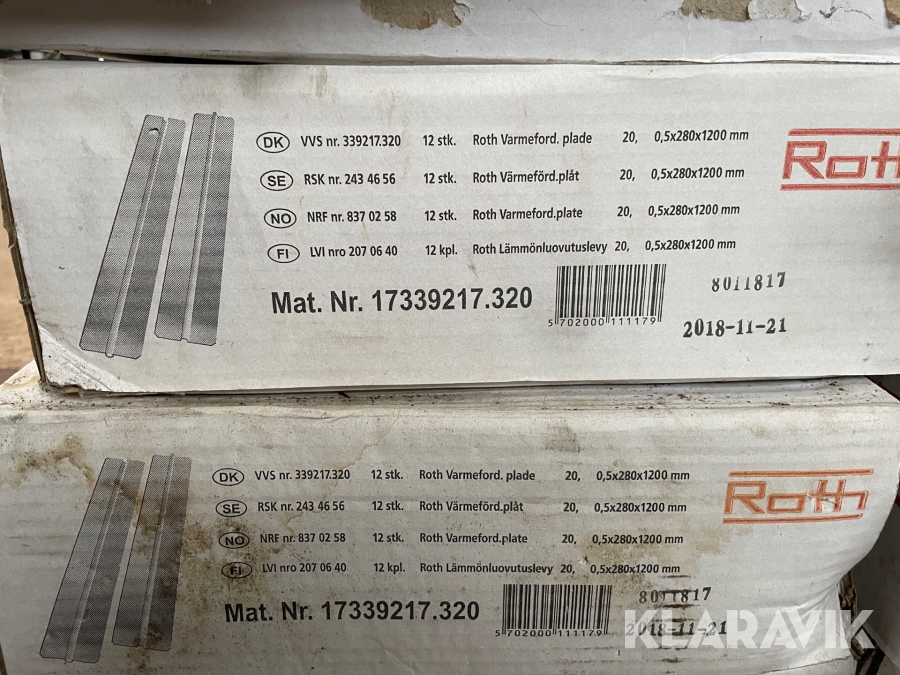 DK VVS nr. 339217.320 12 stk. Roth Varmeford. plade 20, 0,5x280x1200 mm
SE RSK nr. 243 46 56 12 stk. Roth Värmeförd.plåt 20, 0,5x280x1200 mm
NO NRF nr. 837 02 58 12 stk. Roth Varmeford.plate 20, 0,5x280x1200 mm
FI LVI nro 207 06 40 12 kpl. Roth Lämmönluovutuslevy 20, 0,5x280x1200 mm
Roth
Mat. Nr. 17339217.320
5 702000 111179
8011817
2018-11-21
DK VVS nr. 339217.320 12 stk. Roth Varmeford. plade 20, 0,5x280x1200 mm
SE RSK nr. 243 46 56 12 stk. Roth Värmeförd.plåt 20, 0,5x280x1200 mm
NO NRF nr. 837 02 58 12 stk. Roth Varmeford.plate 20, 0,5x280x1200 mm
FI LVI nro 207 06 40 12 kpl. Roth Lämmönluovutuslevy 20, 0,5x280x1200 mm
Roth
Mat. Nr. 17339217.320
5 702000 111179
8011817
2018-11-21
KLARAVIK